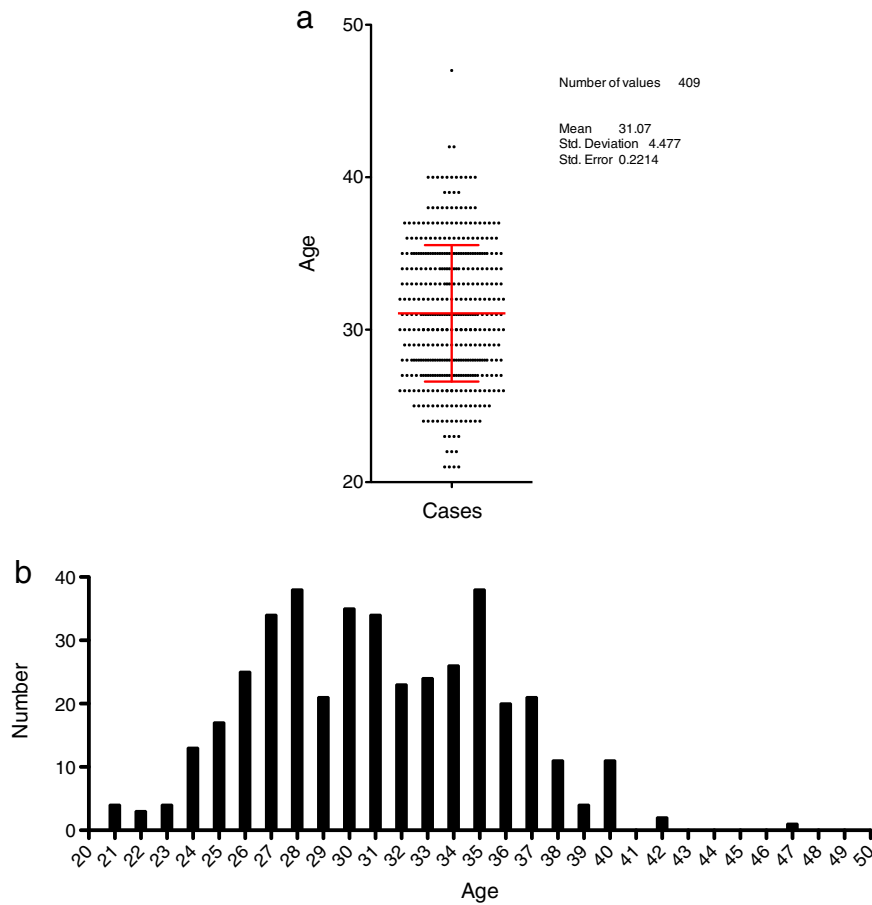 a
50
40
30
20
Age
Cases
Number of values 409
Mean 31.07
Std. Deviation 4.477
Std. Error 0.2214
b
40
30
20
10
0
Number
20 21 22 23 24 25 26 27 28 29 30 31 32 33 34 35 36 37 38 39 40 41 42 43 44 45 46 47 48 49 50
Age